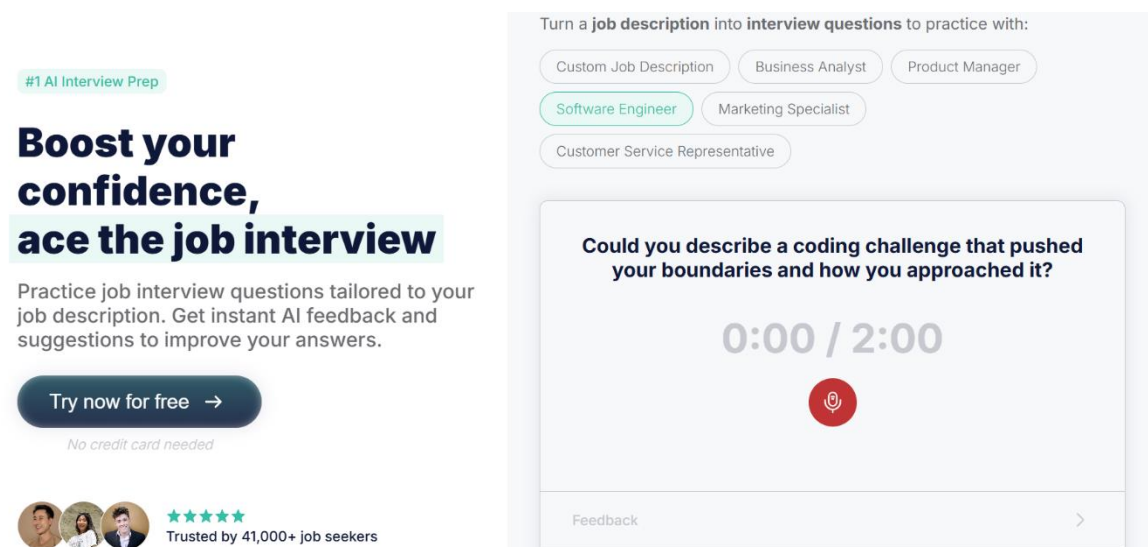 #1 AI Interview Prep
Boost your
confidence,
ace the job interview
Practice job interview questions tailored to your
job description. Get instant AI feedback and
suggestions to improve your answers.
Try now for free →
No credit card needed
Trusted by 41,000+ job seekers
Turn a job description into interview questions to practice with:
Custom Job Description
Business Analyst
Product Manager
Software Engineer
Marketing Specialist
Customer Service Representative
Could you describe a coding challenge that pushed
your boundaries and how you approached it?
0:00 / 2:00
Feedback